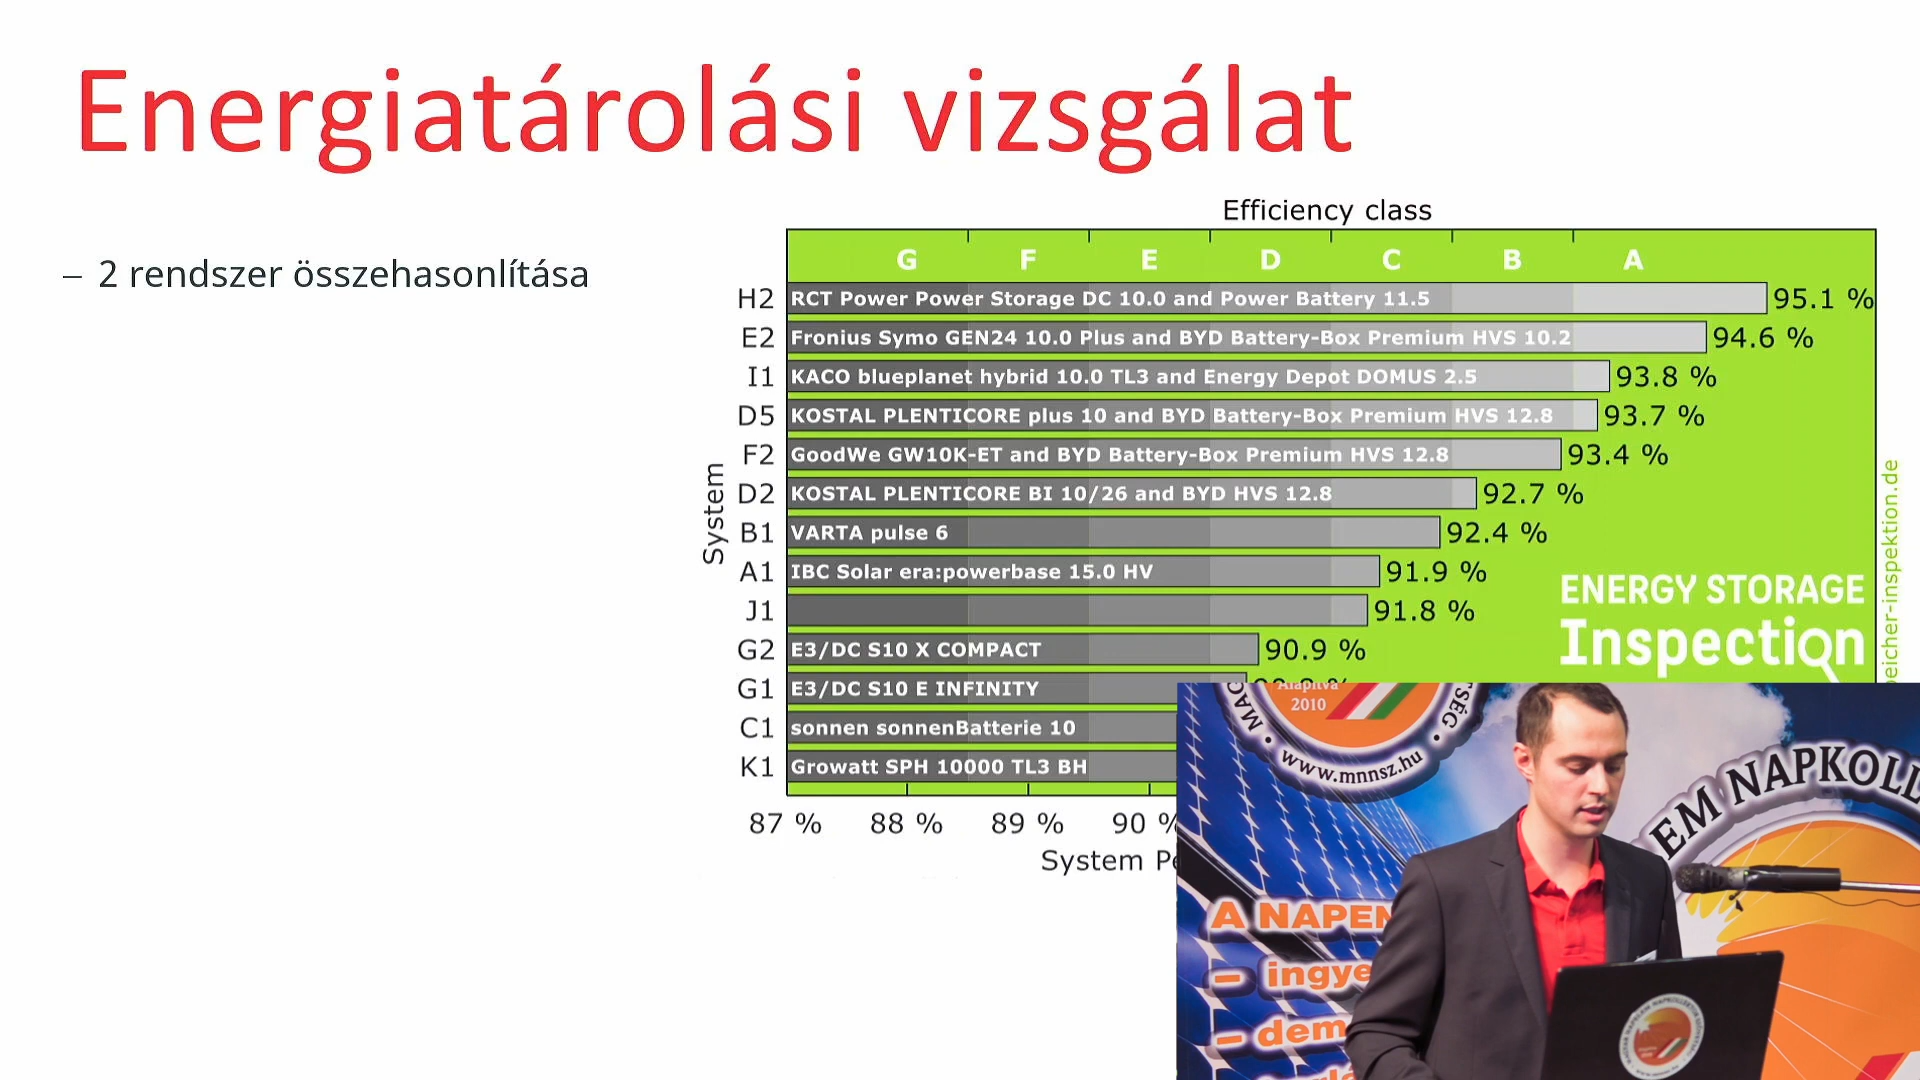 Energiatárolási vizsgálat
– 2 rendszer összehasonlítása
Efficiency class
G F E D C B A
H2 RCT Power Power Storage DC 10.0 and Power Battery 11.5 95.1 %
E2 Fronius Symo GEN24 10.0 Plus and BYD Battery-Box Premium HVS 10.2 94.6 %
I1 KACO blueplanet hybrid 10.0 TL3 and Energy Depot DOMUS 2.5 93.8 %
D5 KOSTAL PLENTICORE plus 10 and BYD Battery-Box Premium HVS 12.8 93.7 %
F2 GoodWe GW10K-ET and BYD Battery-Box Premium HVS 12.8 93.4 %
D2 KOSTAL PLENTICORE BI 10/26 and BYD HVS 12.8 92.7 %
B1 VARTA pulse 6 92.4 %
A1 IBC Solar era:powerbase 15.0 HV 91.9 %
J1 91.8 %
G2 E3/DC S10 X COMPACT 90.9 %
G1 E3/DC S10 E INFINITY
C1 sonnen sonnenBatterie 10
K1 Growatt SPH 10000 TL3 BH
System
87 % 88 % 89 % 90 %
System Pe
ENERGY STORAGE
Inspection
eicher-inspektion.de
Alapítva
2010
MAG
SÉG
• www.mnnsz.hu •
EM NAPKOLL
A NAPEN
– ingye
– dem